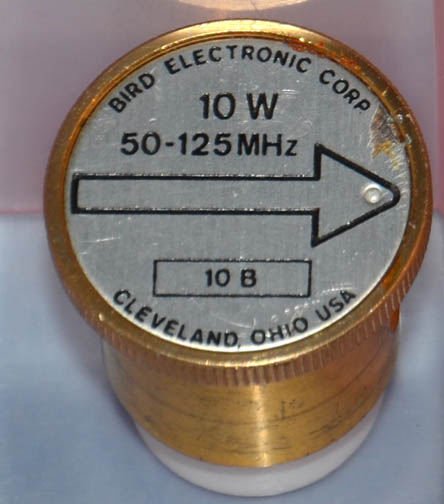 BIRD ELECTRONIC CORP
10 W
50-125MHz
10 B
CLEVELAND, OHIO USA